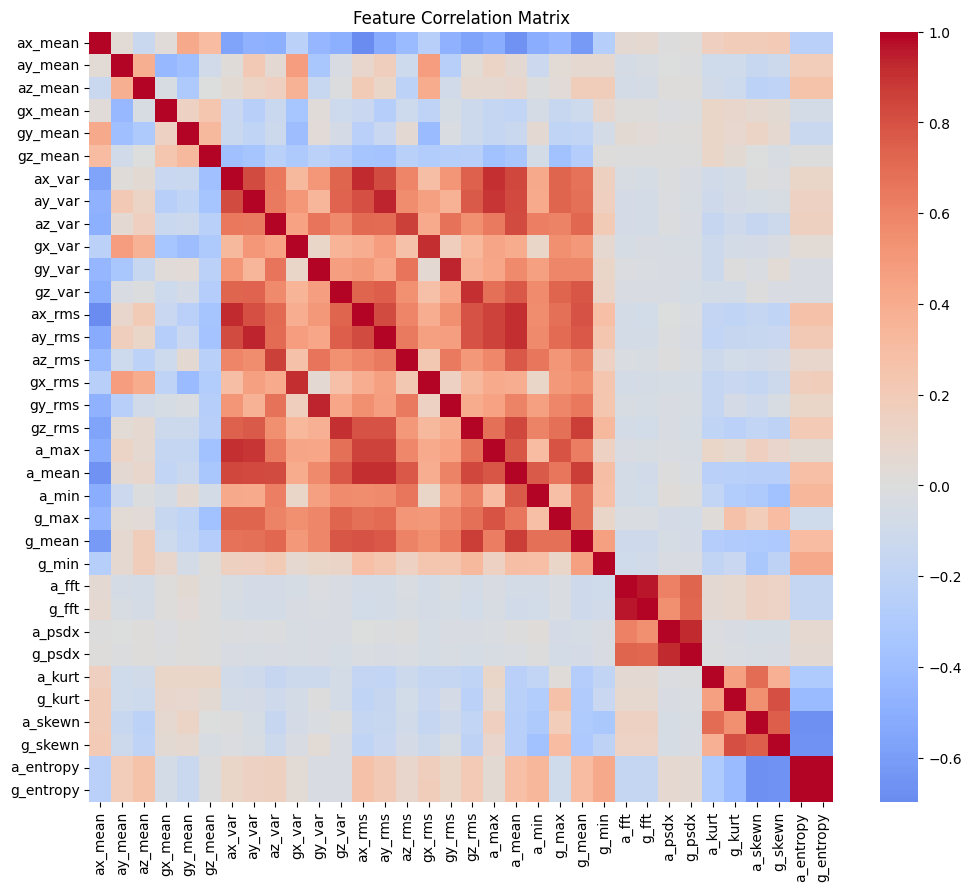 Feature Correlation Matrix
ax_mean
ay_mean
az_mean
gx_mean
gy_mean
gz_mean
ax_var
ay_var
az_var
gx_var
gy_var
gz_var
ax_rms
ay_rms
az_rms
gx_rms
gy_rms
gz_rms
a_max
a_mean
a_min
g_max
g_mean
g_min
a_fft
g_fft
a_psdx
g_psdx
a_kurt
g_kurt
a_skewn
g_skewn
a_entropy
g_entropy
ax_mean
ay_mean
az_mean
gx_mean
gy_mean
gz_mean
ax_var
ay_var
az_var
gx_var
gy_var
gz_var
ax_rms
ay_rms
az_rms
gx_rms
gy_rms
gz_rms
a_max
a_mean
a_min
g_max
g_mean
g_min
a_fft
g_fft
a_psdx
g_psdx
a_kurt
g_kurt
a_skewn
g_skewn
a_entropy
g_entropy
1.0
0.8
0.6
0.4
0.2
0.0
−0.2
−0.4
−0.6